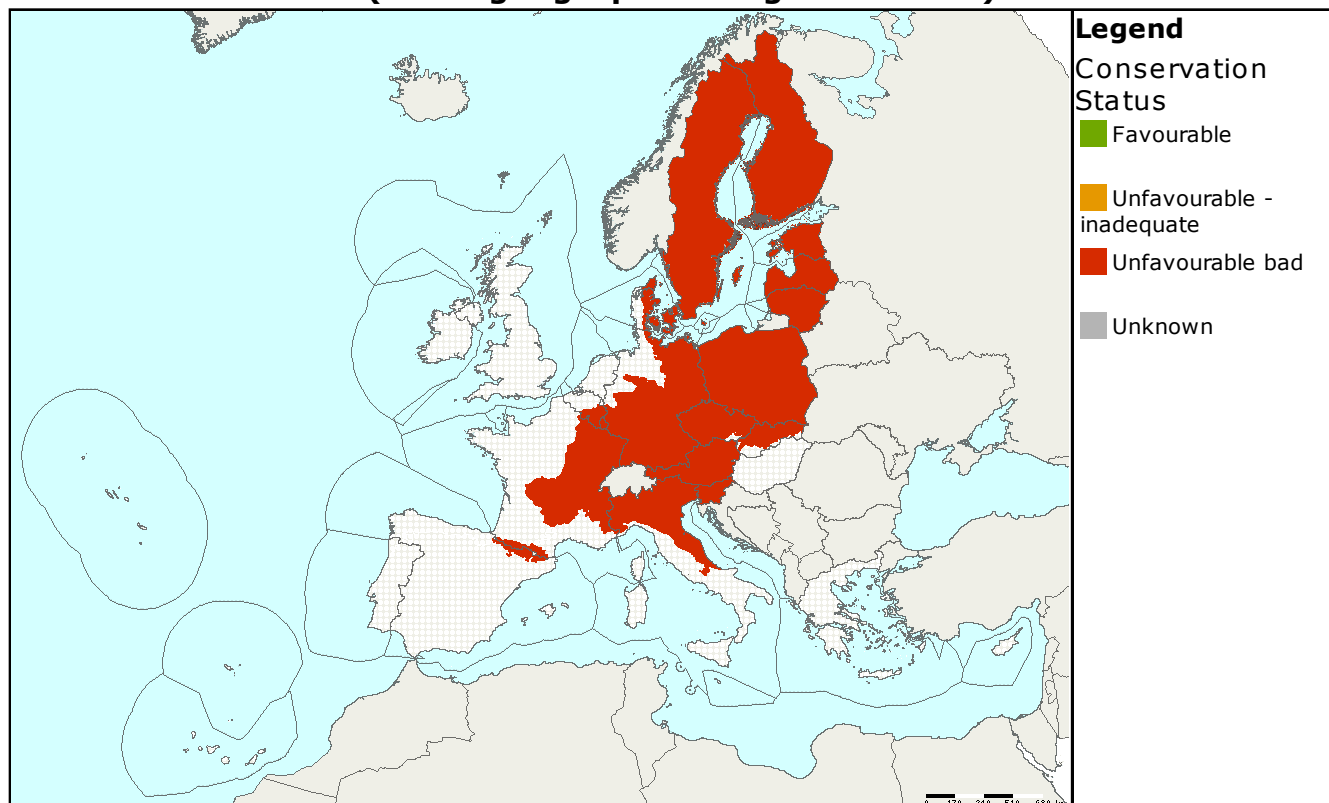 Legend
Conservation
Status
Favourable
Unfavourable -
inadequate
Unfavourable bad
Unknown